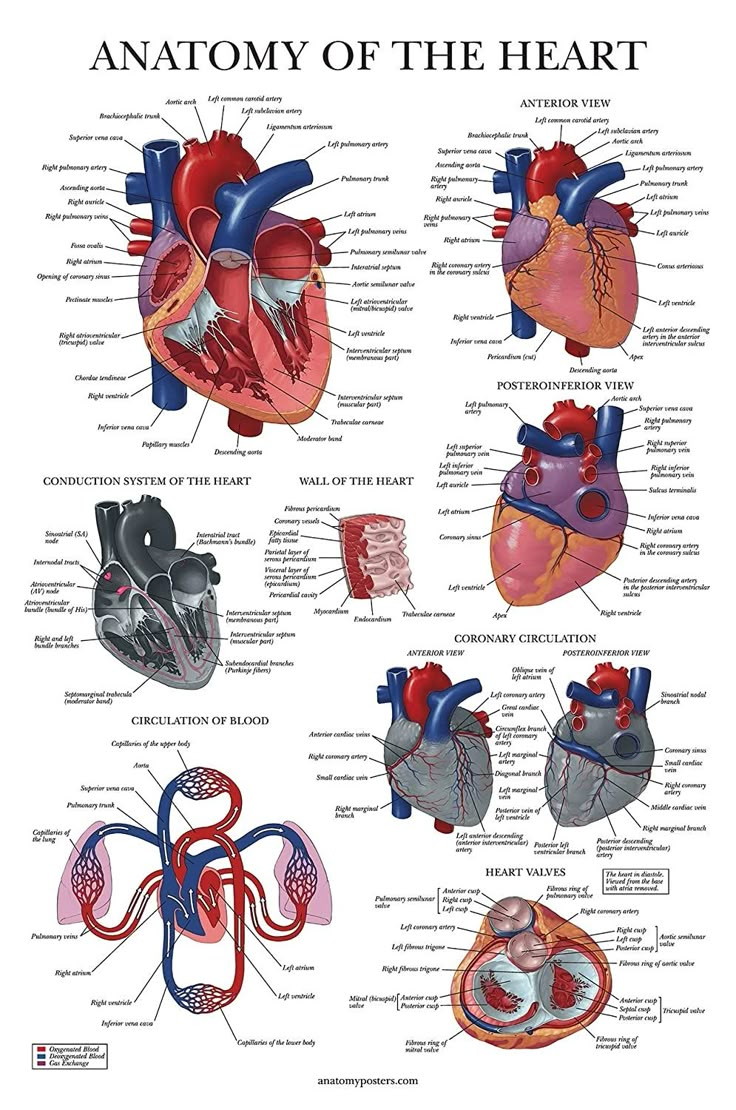 ANATOMY OF THE HEART
Aortic arch
Left common carotid artery
Left subclavian artery
Brachiocephalic trunk
Ligamentum arteriosum
Superior vena cava
Left pulmonary artery
Right pulmonary artery
Pulmonary trunk
Ascending aorta
Right auricle
Left atrium
Right pulmonary veins
Left pulmonary veins
Fossa ovalis
Pulmonary semilunar valve
Right atrium
Interatrial septum
Opening of coronary sinus
Aortic semilunar valve
Pectinate muscles
Left atrioventricular
(mitral/bicuspid) valve
Right atrioventricular
(tricuspid) valve
Left ventricle
Interventricular septum
(membranous part)
Chordae tendineae
Right ventricle
Interventricular septum
(muscular part)
Inferior vena cava
Trabeculae carneae
Papillary muscles
Moderator band
Descending aorta
ANTERIOR VIEW
Left common carotid artery
Brachiocephalic trunk
Left subclavian artery
Aortic arch
Superior vena cava
Ligamentum arteriosum
Ascending aorta
Left pulmonary artery
Right pulmonary
artery
Pulmonary trunk
Right auricle
Left atrium
Right pulmonary
veins
Left pulmonary veins
Left auricle
Right atrium
Right coronary artery
in the coronary sulcus
Conus arteriosus
Left ventricle
Right ventricle
Left anterior descending
artery in the anterior
interventricular sulcus
Inferior vena cava
Pericardium (cut)
Apex
Descending aorta
POSTEROINFERIOR VIEW
Aortic arch
Left pulmonary
artery
Superior vena cava
Right pulmonary
artery
Left superior
pulmonary vein
Right superior
pulmonary vein
Left inferior
pulmonary vein
Right inferior
pulmonary vein
Left auricle
Sulcus terminalis
Left atrium
Inferior vena cava
Right atrium
Coronary sinus
Right coronary artery
in the coronary sulcus
Left ventricle
Posterior descending artery
in the posterior interventricular
sulcus
Apex
Right ventricle
CONDUCTION SYSTEM OF THE HEART
Sinoatrial (SA)
node
Interatrial tract
(Bachmann's bundle)
Internodal tracts
Atrioventricular
(AV) node
Atrioventricular
bundle (bundle of His)
Interventricular septum
(membranous part)
Right and left
bundle branches
Interventricular septum
(muscular part)
Subendocardial branches
(Purkinje fibers)
Septomarginal trabecula
(moderator band)
WALL OF THE HEART
Fibrous pericardium
Coronary vessels
Epicardial
fatty tissue
Parietal layer of
serous pericardium
Visceral layer of
serous pericardium
(epicardium)
Pericardial cavity
Myocardium
Endocardium
Trabeculae carneae
CORONARY CIRCULATION
ANTERIOR VIEW
POSTEROINFERIOR VIEW
Oblique vein of
left atrium
Left coronary artery
Sinoatrial nodal
branch
Great cardiac
vein
Anterior cardiac veins
Circumflex branch
of left coronary
artery
Right coronary artery
Left marginal
artery
Coronary sinus
Small cardiac vein
Diagonal branch
Small cardiac
vein
Left marginal
vein
Right coronary
artery
Right marginal
branch
Posterior vein of
left ventricle
Middle cardiac vein
Right marginal branch
Left anterior descending
(anterior interventricular)
artery
Posterior left
ventricular branch
Posterior descending
(posterior interventricular)
artery
CIRCULATION OF BLOOD
Capillaries of the upper body
Aorta
Superior vena cava
Pulmonary trunk
Capillaries of
the lung
Pulmonary veins
Right atrium
Left atrium
Right ventricle
Left ventricle
Inferior vena cava
Capillaries of the lower body
Oxygenated Blood
Deoxygenated Blood
Gas Exchange
HEART VALVES
The heart in diastole.
Viewed from the base
with atria removed.
Pulmonary semilunar
valve
Anterior cusp
Right cusp
Left cusp
Fibrous ring of
pulmonary valve
Right coronary artery
Left coronary artery
Right cusp
Left cusp
Posterior cusp
Aortic semilunar
valve
Left fibrous trigone
Fibrous ring of aortic valve
Right fibrous trigone
Mitral (bicuspid)
valve
Anterior cusp
Posterior cusp
Anterior cusp
Septal cusp
Posterior cusp
Tricuspid valve
Fibrous ring of
mitral valve
Fibrous ring of
tricuspid valve
anatomyposters.com